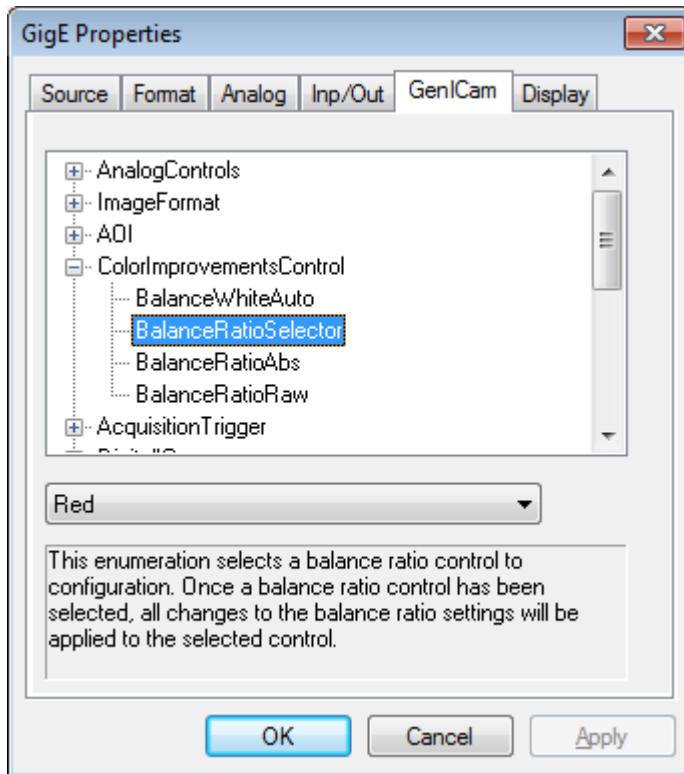 GigE Properties
Source Format Analog Inp/Out GenICam Display
AnalogControls
ImageFormat
AOI
ColorImprovementsControl
BalanceWhiteAuto
BalanceRatioSelector
BalanceRatioAbs
BalanceRatioRaw
AcquisitionTrigger
Red
This enumeration selects a balance ratio control to
configuration. Once a balance ratio control has been
selected, all changes to the balance ratio settings will be
applied to the selected control.
OK Cancel Apply